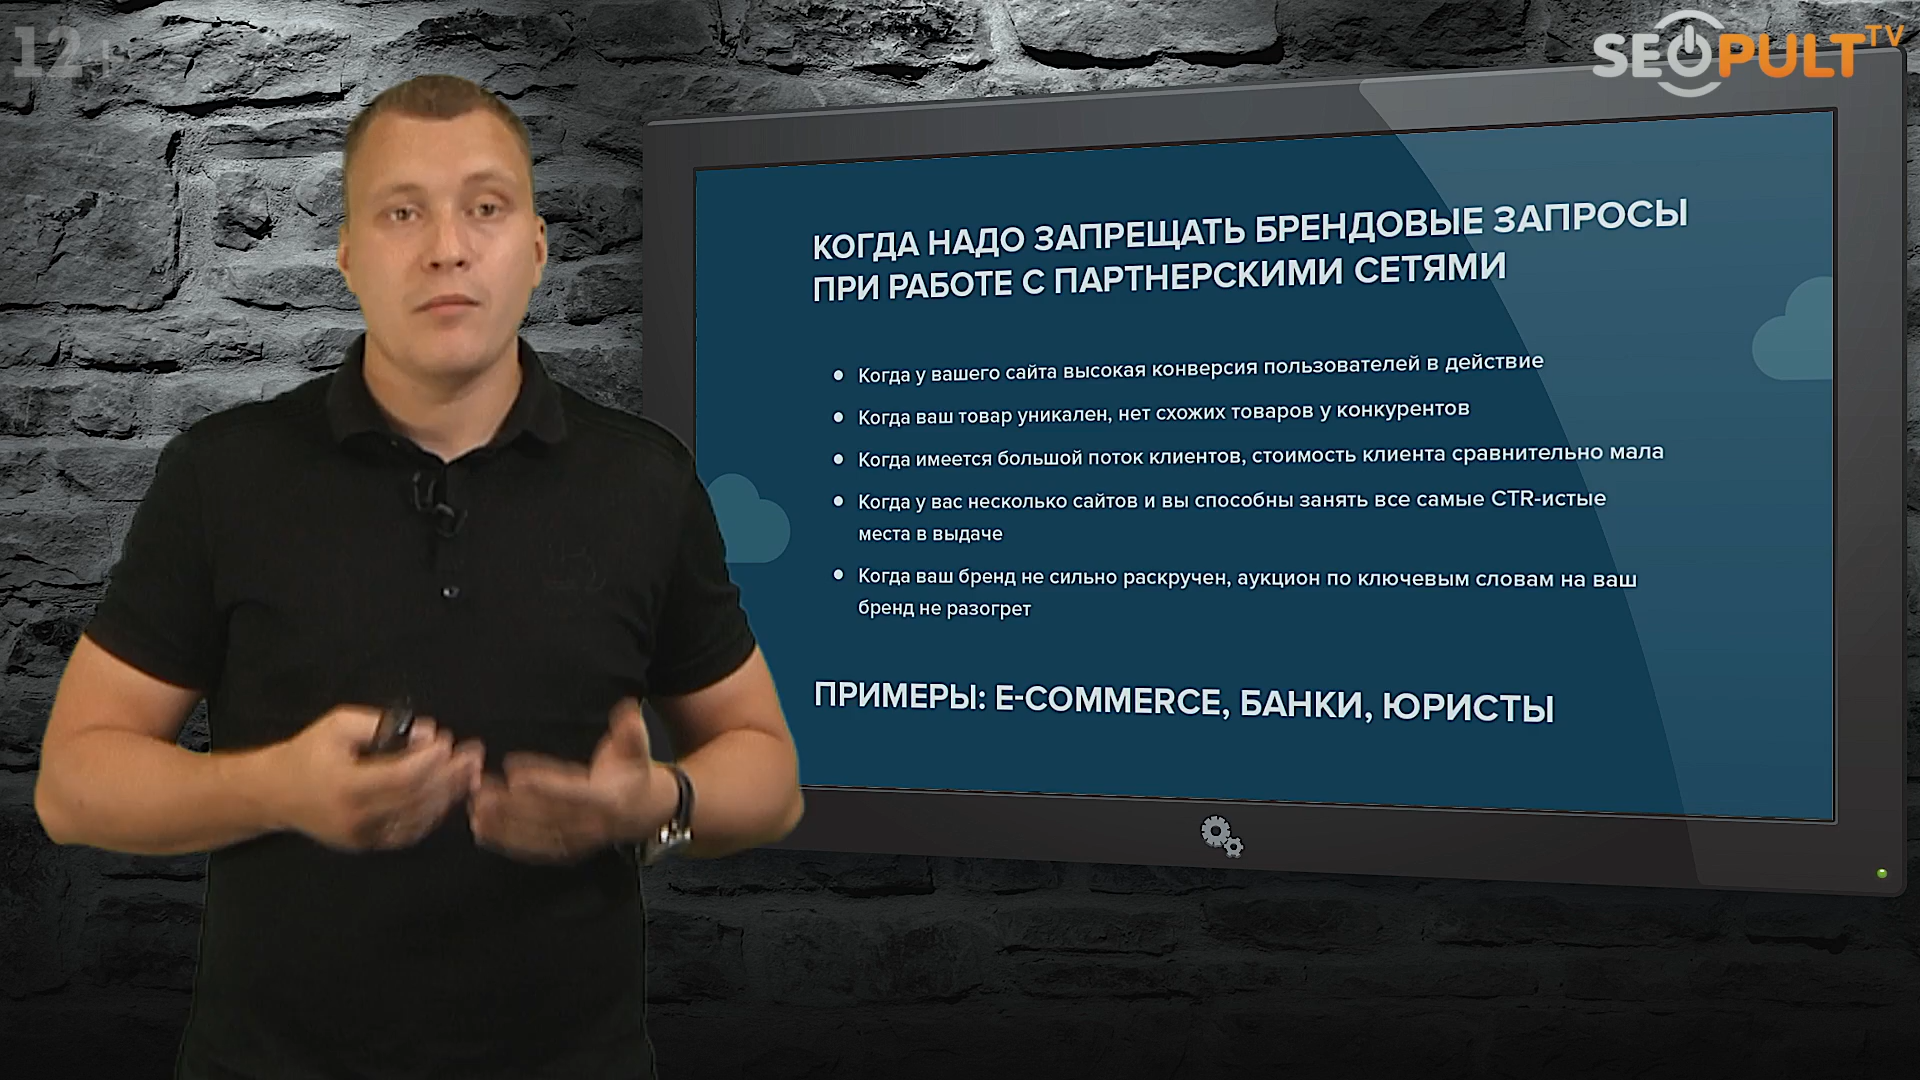 12+
SEOPULT TV
КОГДА НАДО ЗАПРЕЩАТЬ БРЕНДОВЫЕ ЗАПРОСЫ
ПРИ РАБОТЕ С ПАРТНЕРСКИМИ СЕТЯМИ
Когда у вашего сайта высокая конверсия пользователей в действие
Когда ваш товар уникален, нет схожих товаров у конкурентов
Когда имеется большой поток клиентов, стоимость клиента сравнительно мала
Когда у вас несколько сайтов и вы способны занять все самые CTR-истые
места в выдаче
Когда ваш бренд не сильно раскручен, аукцион по ключевым словам на ваш
бренд не разогрет
ПРИМЕРЫ: E-COMMERCE, БАНКИ, ЮРИСТЫ